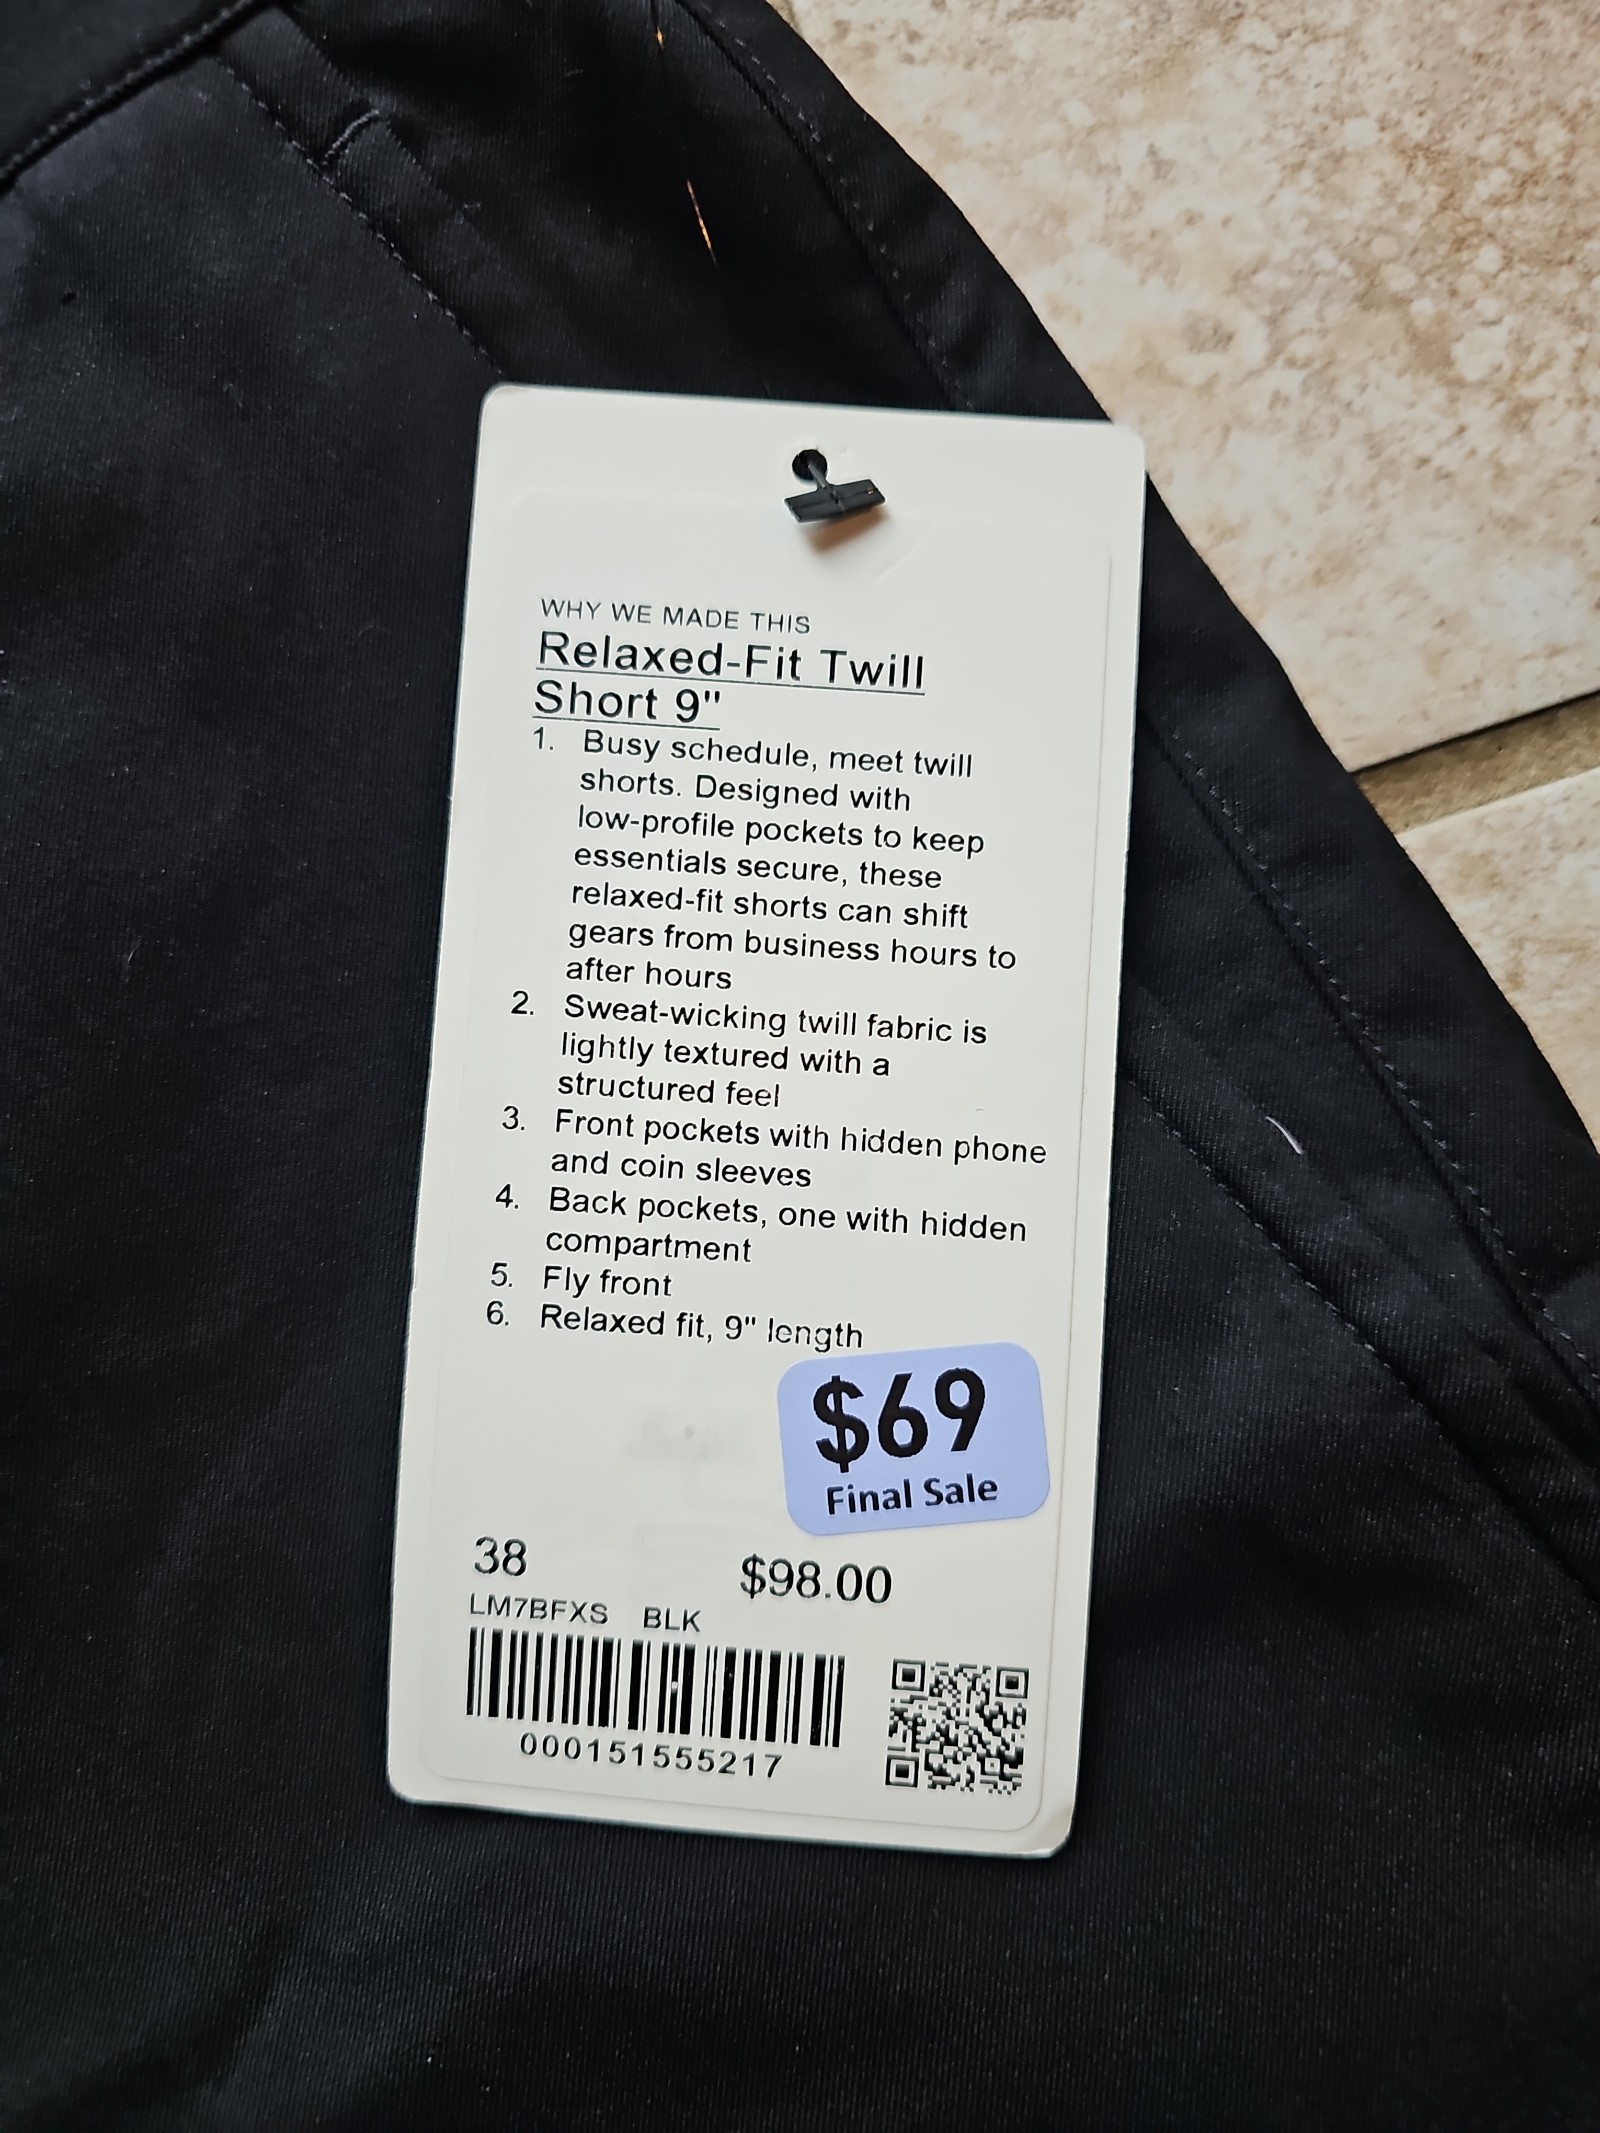 WHY WE MADE THIS
Relaxed-Fit Twill
Short 9"
1. Busy schedule, meet twill
shorts. Designed with
low-profile pockets to keep
essentials secure, these
relaxed-fit shorts can shift
gears from business hours to
after hours
2. Sweat-wicking twill fabric is
lightly textured with a
structured feel
3. Front pockets with hidden phone
and coin sleeves
4. Back pockets, one with hidden
compartment
5. Fly front
6. Relaxed fit, 9" length
$69
Final Sale
38 $98.00
LM7BFXS BLK
000151555217